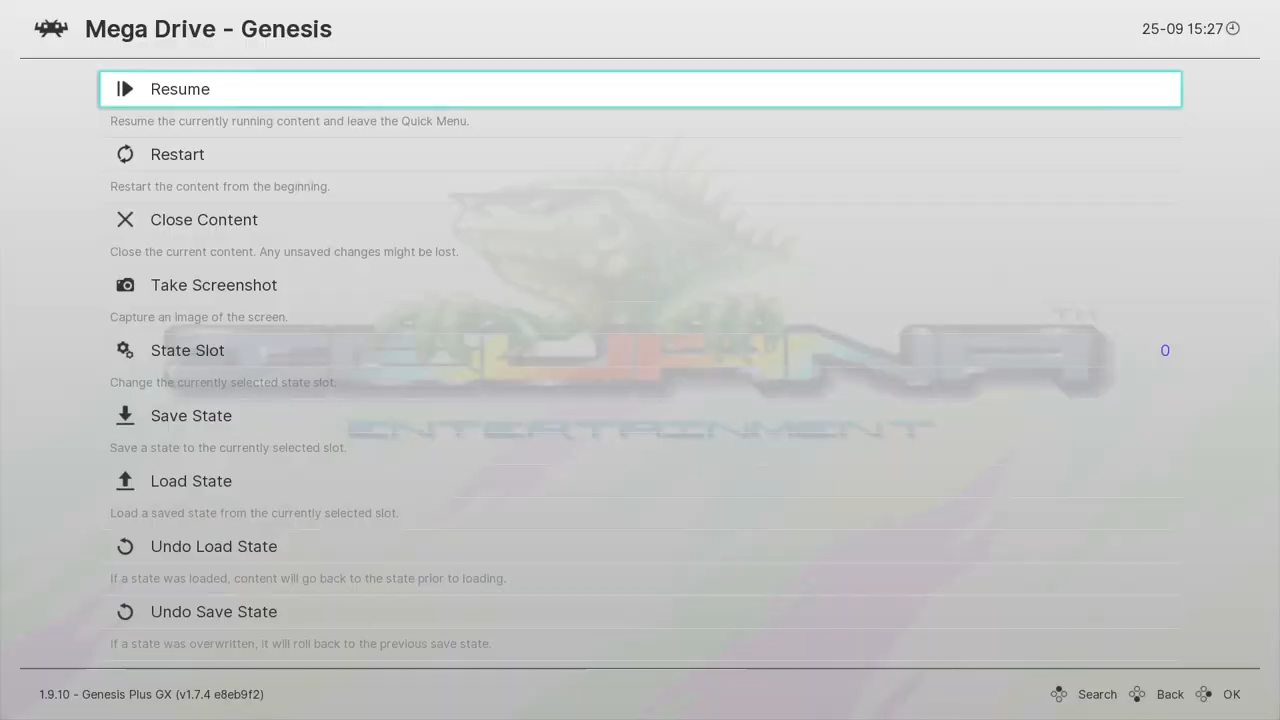 Mega Drive - Genesis
25-09 15:27
Resume
Resume the currently running content and leave the Quick Menu.
Restart
Restart the content from the beginning.
Close Content
Close the current content. Any unsaved changes might be lost.
Take Screenshot
Capture an image of the screen.
TM
State Slot
0
Change the currently selected state slot.
Save State
ENTERTAINMENT
Save a state to the currently selected slot.
Load State
Load a saved state from the currently selected slot.
Undo Load State
If a state was loaded, content will go back to the state prior to loading.
Undo Save State
If a state was overwritten, it will roll back to the previous save state.
1.9.10 - Genesis Plus GX (v1.7.4 e8eb9f2)
Search
Back
OK